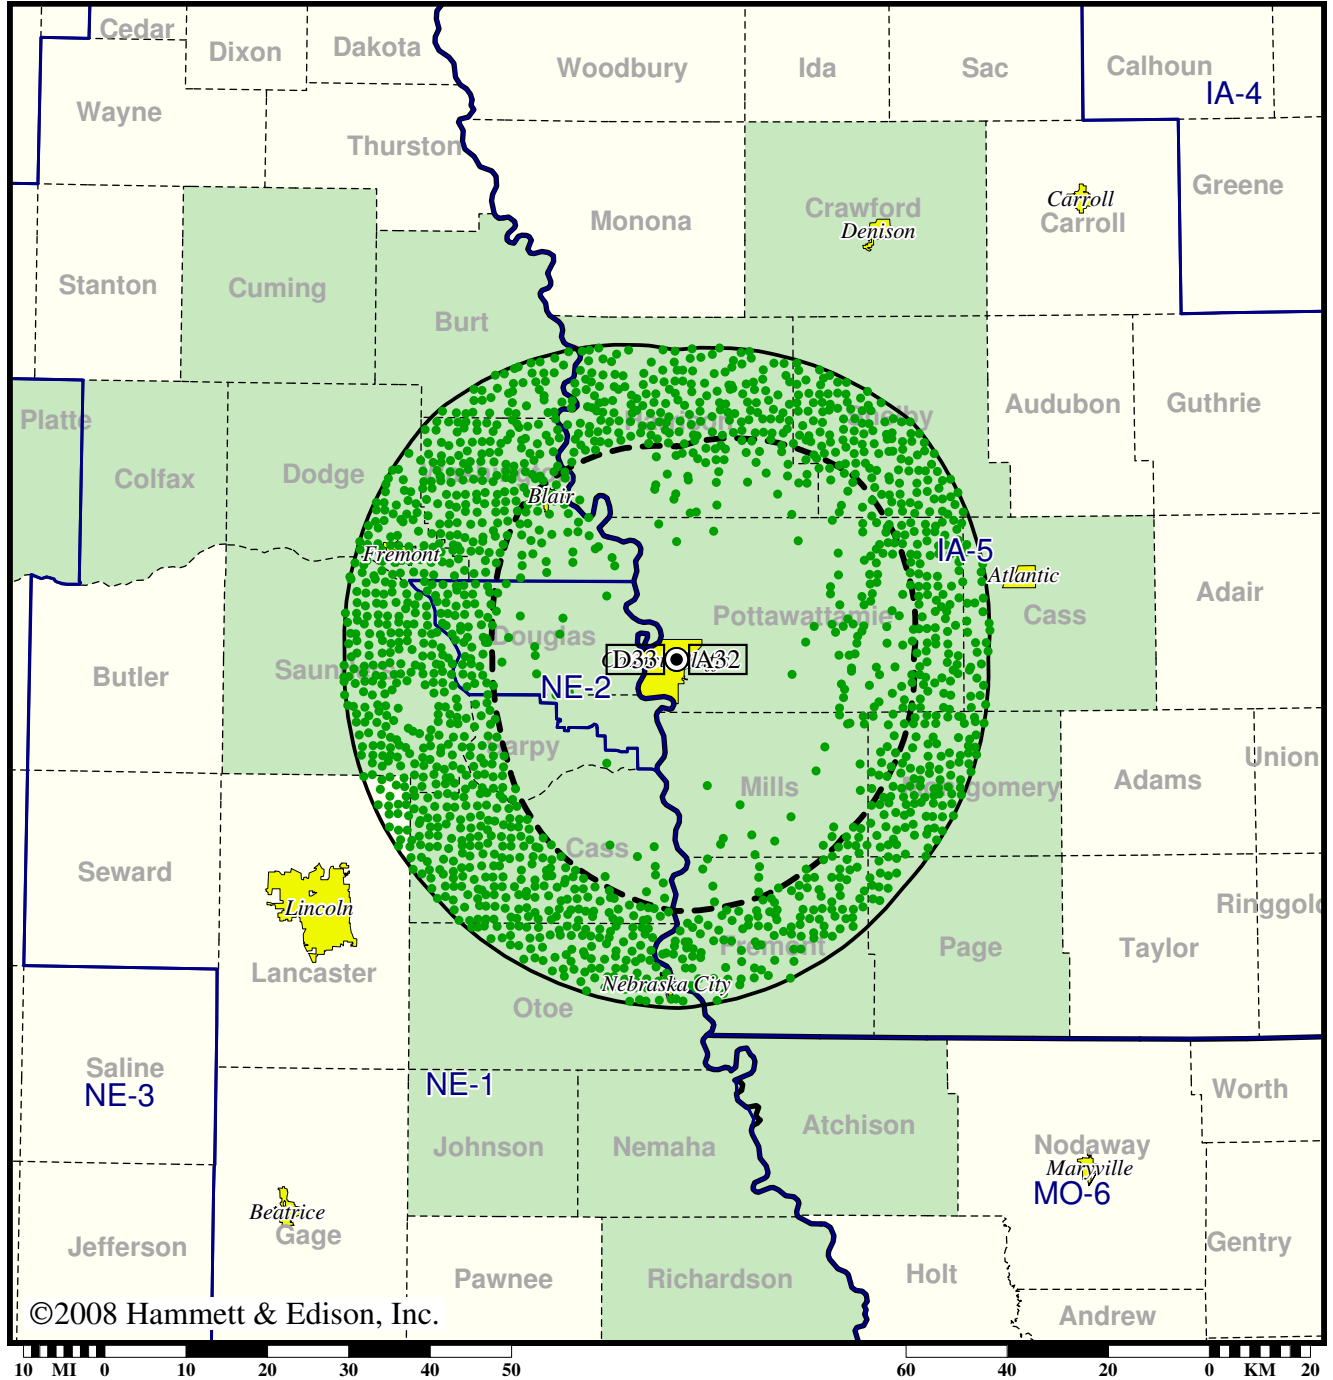 Cedar
Dixon
Dakota
Woodbury
Ida
Sac
Calhoun
IA-4
Wayne
Thurston
Greene
Crawford
Denison
Carroll
Carroll
Monona
Stanton
Cuming
Burt
Platte
Audubon
Guthrie
Colfax
Dodge
Blair
Fremont
IA-5
Atlantic
Adair
Cass
Pottawattamie
Douglas
D33
A32
NE-2
Butler
Mills
Union
Adams
Cass
Seward
Lincoln
Ringgold
Lancaster
Fremont
Page
Taylor
Nebraska City
Otoe
Saline
NE-3
NE-1
Worth
Johnson
Nemaha
Atchison
Nodaway
Maryville
MO-6
Beatrice
Gage
Jefferson
Gentry
Pawnee
Richardson
Holt
Andrew
©2008 Hammett & Edison, Inc.
10 MI 0 10 20 30 40 50
60 40 20 0 KM 20